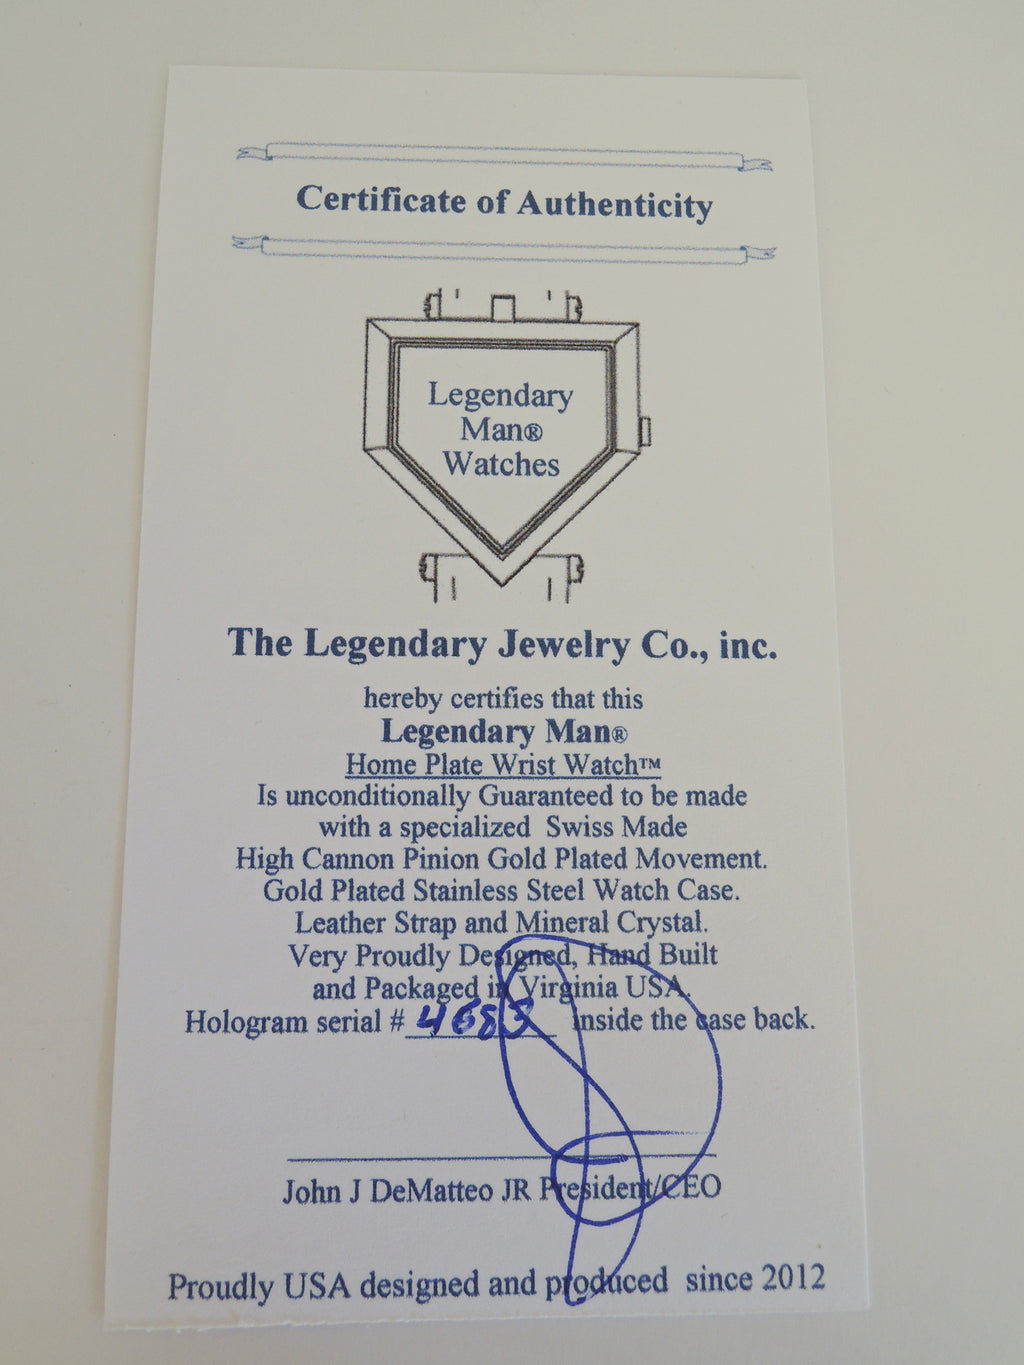 Certificate of Authenticity
Legendary
Man®
Watches
The Legendary Jewelry Co., inc.
hereby certifies that this
Legendary Man®
Home Plate Wrist Watch™
Is unconditionally Guaranteed to be made
with a specialized Swiss Made
High Cannon Pinion Gold Plated Movement.
Gold Plated Stainless Steel Watch Case.
Leather Strap and Mineral Crystal.
Very Proudly Designed, Hand Built
and Packaged in Virginia USA.
Hologram serial # inside the case back.
John J DeMatteo JR President/CEO
Proudly USA designed and produced since 2012